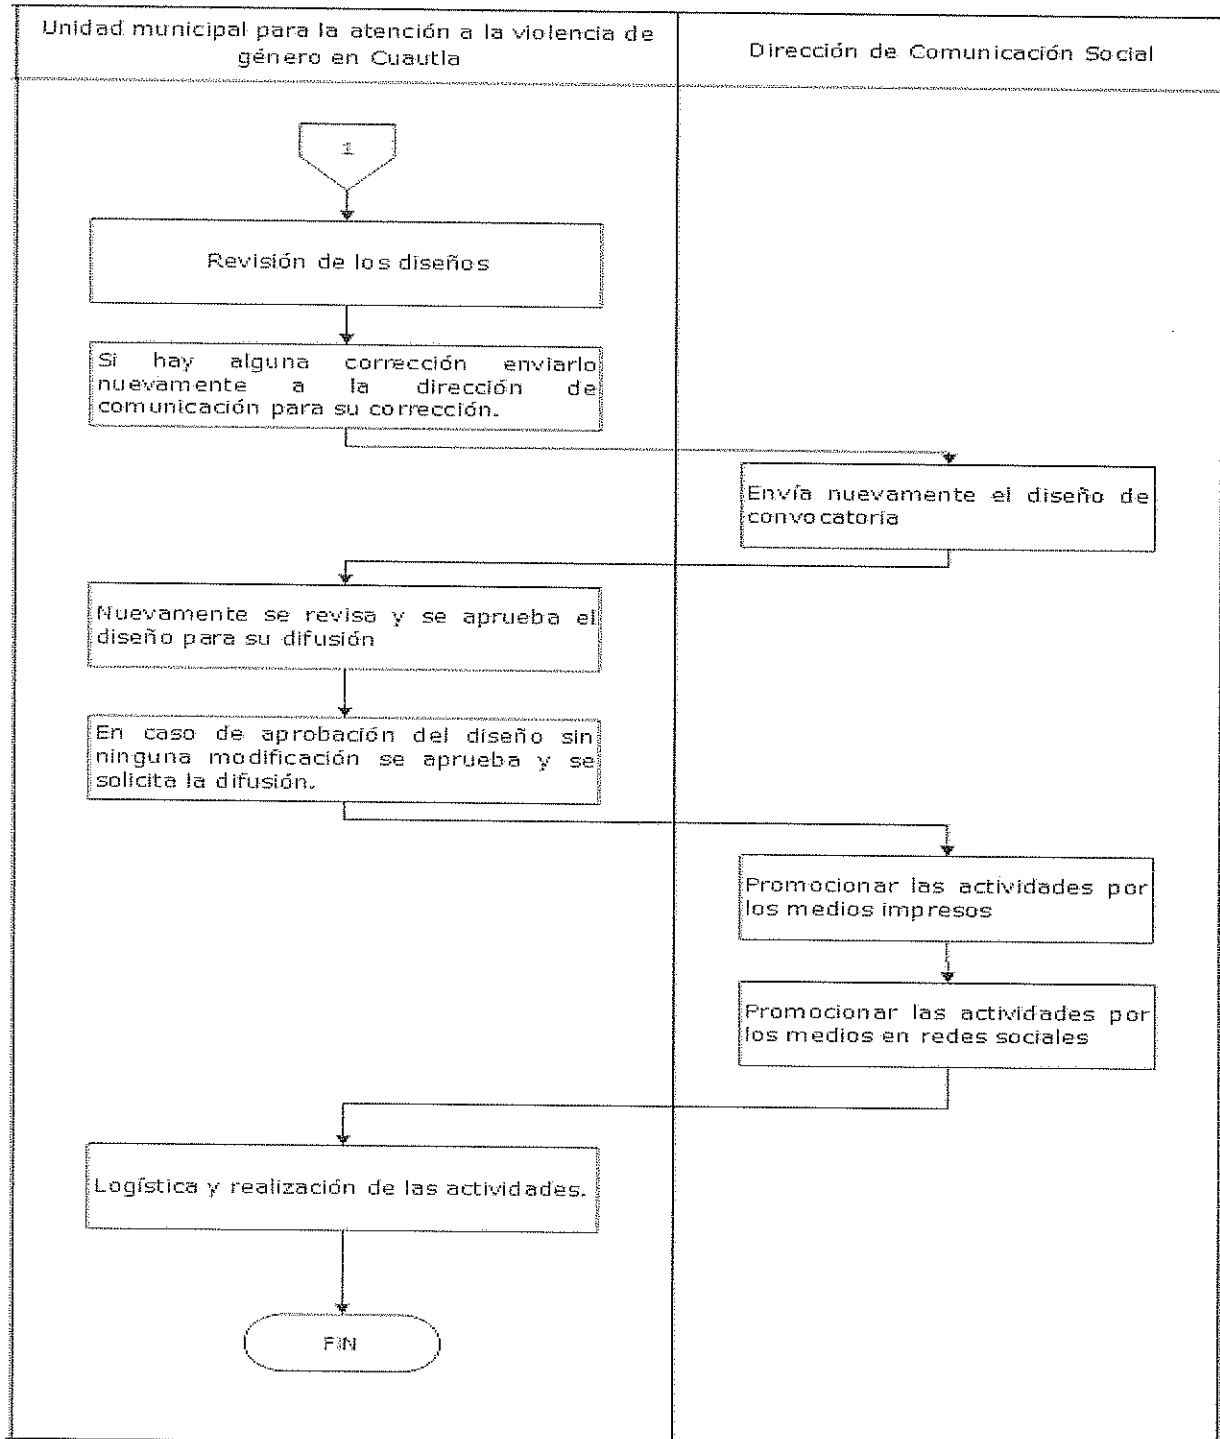 Unidad municipal para la atención a la violencia de
género en Cuautla
Dirección de Comunicación Social
1
Revisión de los diseños
Si hay alguna corrección enviarlo
nuevamente a la dirección de
comunicación para su corrección.
Envía nuevamente el diseño de
convocatoria
Nuevamente se revisa y se aprueba el
diseño para su difusión
En caso de aprobación del diseño sin
ninguna modificación se aprueba y se
solicita la difusión.
Promocionar las actividades por
los medios impresos
Promocionar las actividades por
los medios en redes sociales
Logística y realización de las actividades.
FIN